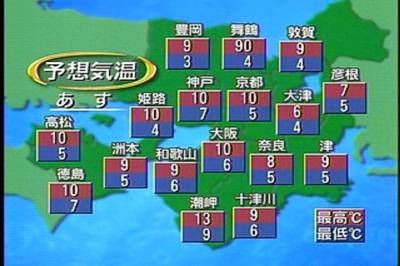 豊岡
9
3
舞鶴
90
4
敦賀
9
4
予想気温
あす
神戸
10
7
京都
10
5
彦根
7
5
姫路
10
4
大津
6
4
高松
10
5
大阪
10
6
洲本
9
5
和歌山
9
6
奈良
8
5
津
9
5
徳島
10
7
潮岬
13
9
十津川
9
6
最高℃
最低℃